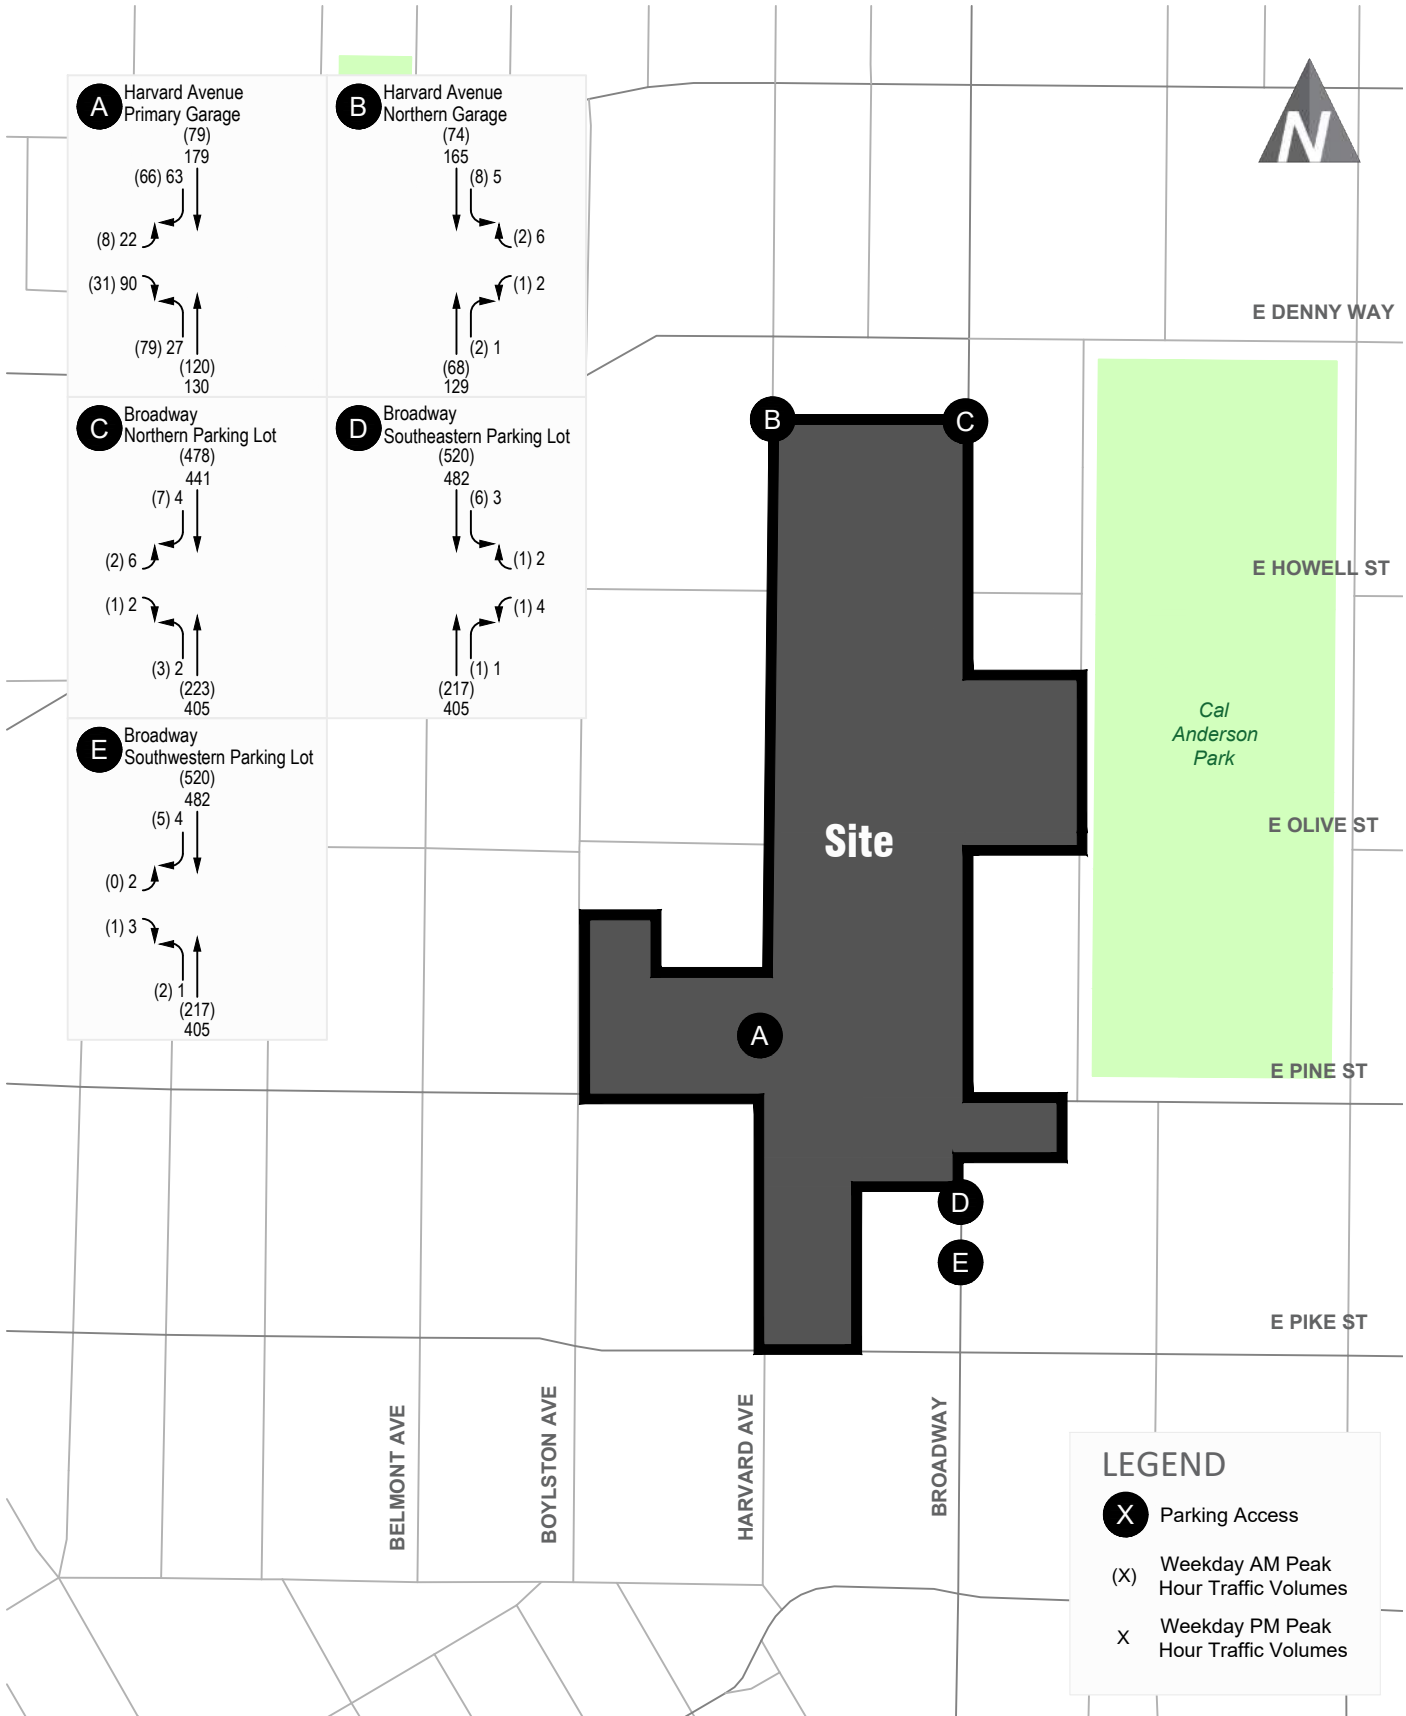 A
Harvard Avenue
Primary Garage
(79)
179
(66) 63
(8) 22
(31) 90
(79) 27
(120)
130
B
Harvard Avenue
Northern Garage
(74)
165
(8) 5
(2) 6
(1) 2
(2) 1
(68)
129
C
Broadway
Northern Parking Lot
(478)
441
(7) 4
(2) 6
(1) 2
(3) 2
(223)
405
D
Broadway
Southeastern Parking Lot
(520)
482
(6) 3
(1) 2
(1) 4
(1) 1
(217)
405
E
Broadway
Southwestern Parking Lot
(520)
482
(5) 4
(0) 2
(1) 3
(2) 1
(217)
405
N
E DENNY WAY
B
C
E HOWELL ST
Cal
Anderson
Park
Site
E OLIVE ST
A
E PINE ST
D
E
E PIKE ST
BELMONT AVE
BOYLSTON AVE
HARVARD AVE
BROADWAY
LEGEND
X Parking Access
(X) Weekday AM Peak
Hour Traffic Volumes
X Weekday PM Peak
Hour Traffic Volumes